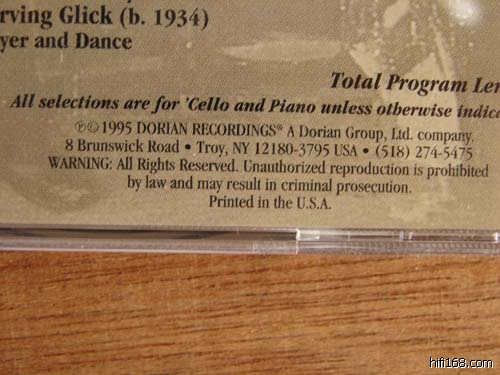 rving Glick (b. 1934)
yer and Dance
Total Program Len
All selections are for 'Cello and Piano unless otherwise indica
℗©1995 DORIAN RECORDINGS® A Dorian Group, Ltd. company.
8 Brunswick Road • Troy, NY 12180-3795 USA • (518) 274-5475
WARNING: All Rights Reserved. Unauthorized reproduction is prohibited
by law and may result in criminal prosecution.
Printed in the U.S.A.
hifi168.com